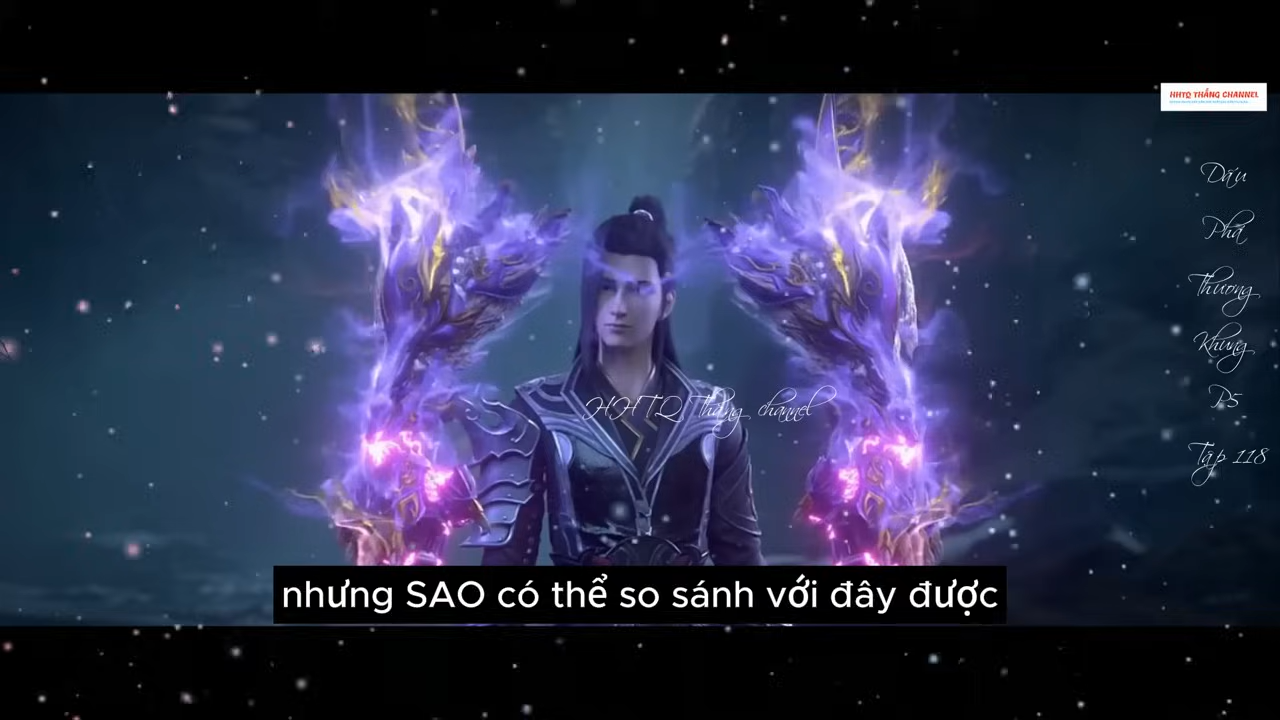 HHTQ THẮNG CHANNEL
Dấu
Phá
Thương
Khung
P5
Tập 118
HHTQ Thắng channel
nhưng SAO có thể so sánh với đây được